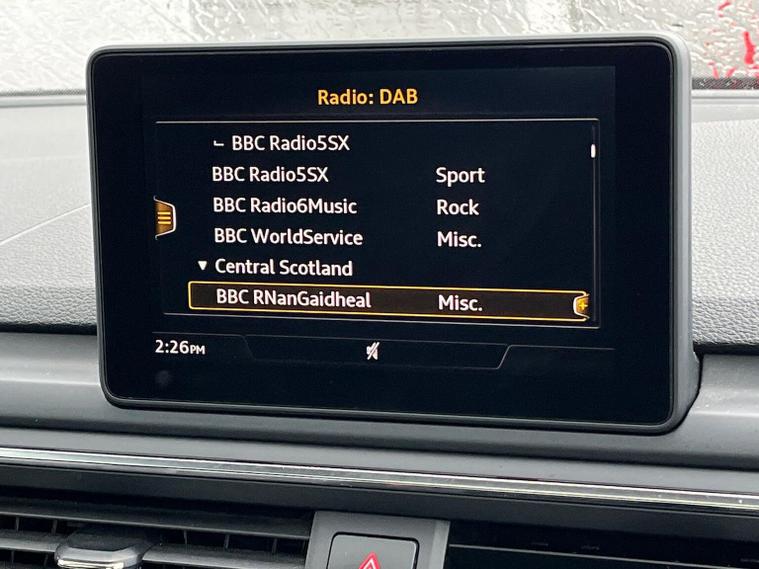 Radio: DAB
BBC Radio5SX
BBC Radio5SX Sport
BBC Radio6Music Rock
BBC WorldService Misc.
Central Scotland
BBC RNanGaidheal Misc.
2:26PM